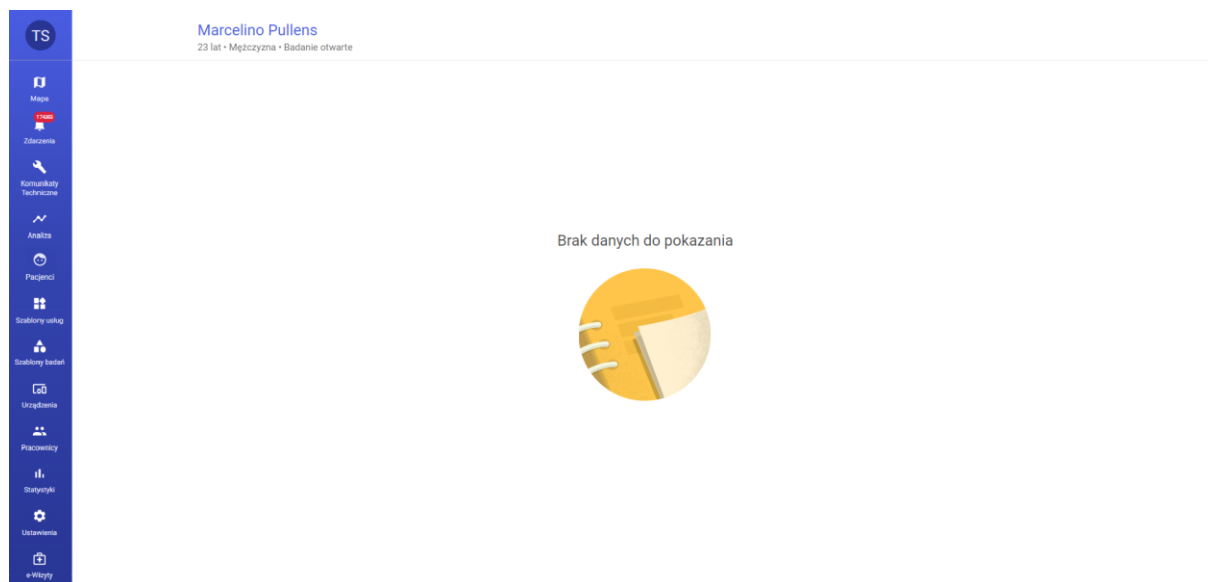 TS
Marcelino Pullens
23 lat • Mężczyzna • Badanie otwarte
Mapa
Zdarzenia
Komunikaty
Techniczne
Analiza
Pacjenci
Szablony usług
Szablony badań
Urządzenia
Pracownicy
Statystyki
Ustawienia
e-Wizyty
Brak danych do pokazania